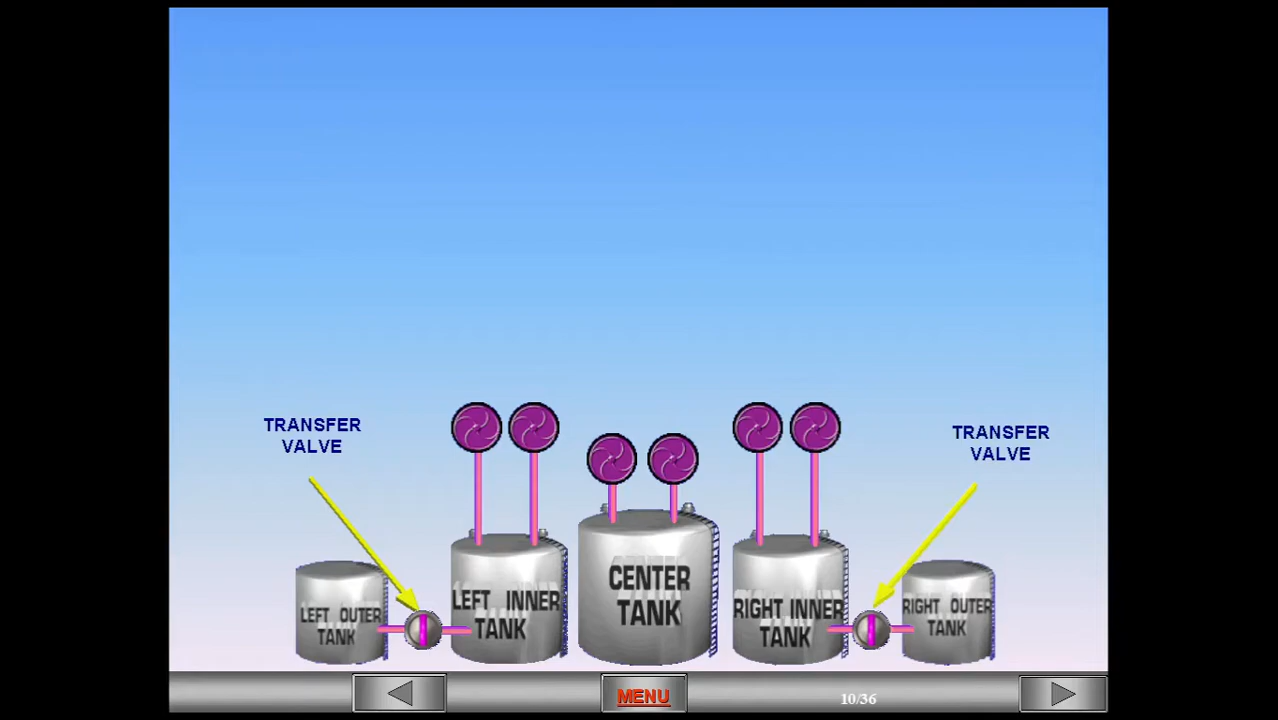 TRANSFER
VALVE
TRANSFER
VALVE
LEFT OUTER
TANK
LEFT INNER
TANK
CENTER
TANK
RIGHT INNER
TANK
RIGHT OUTER
TANK
MENU
10/36